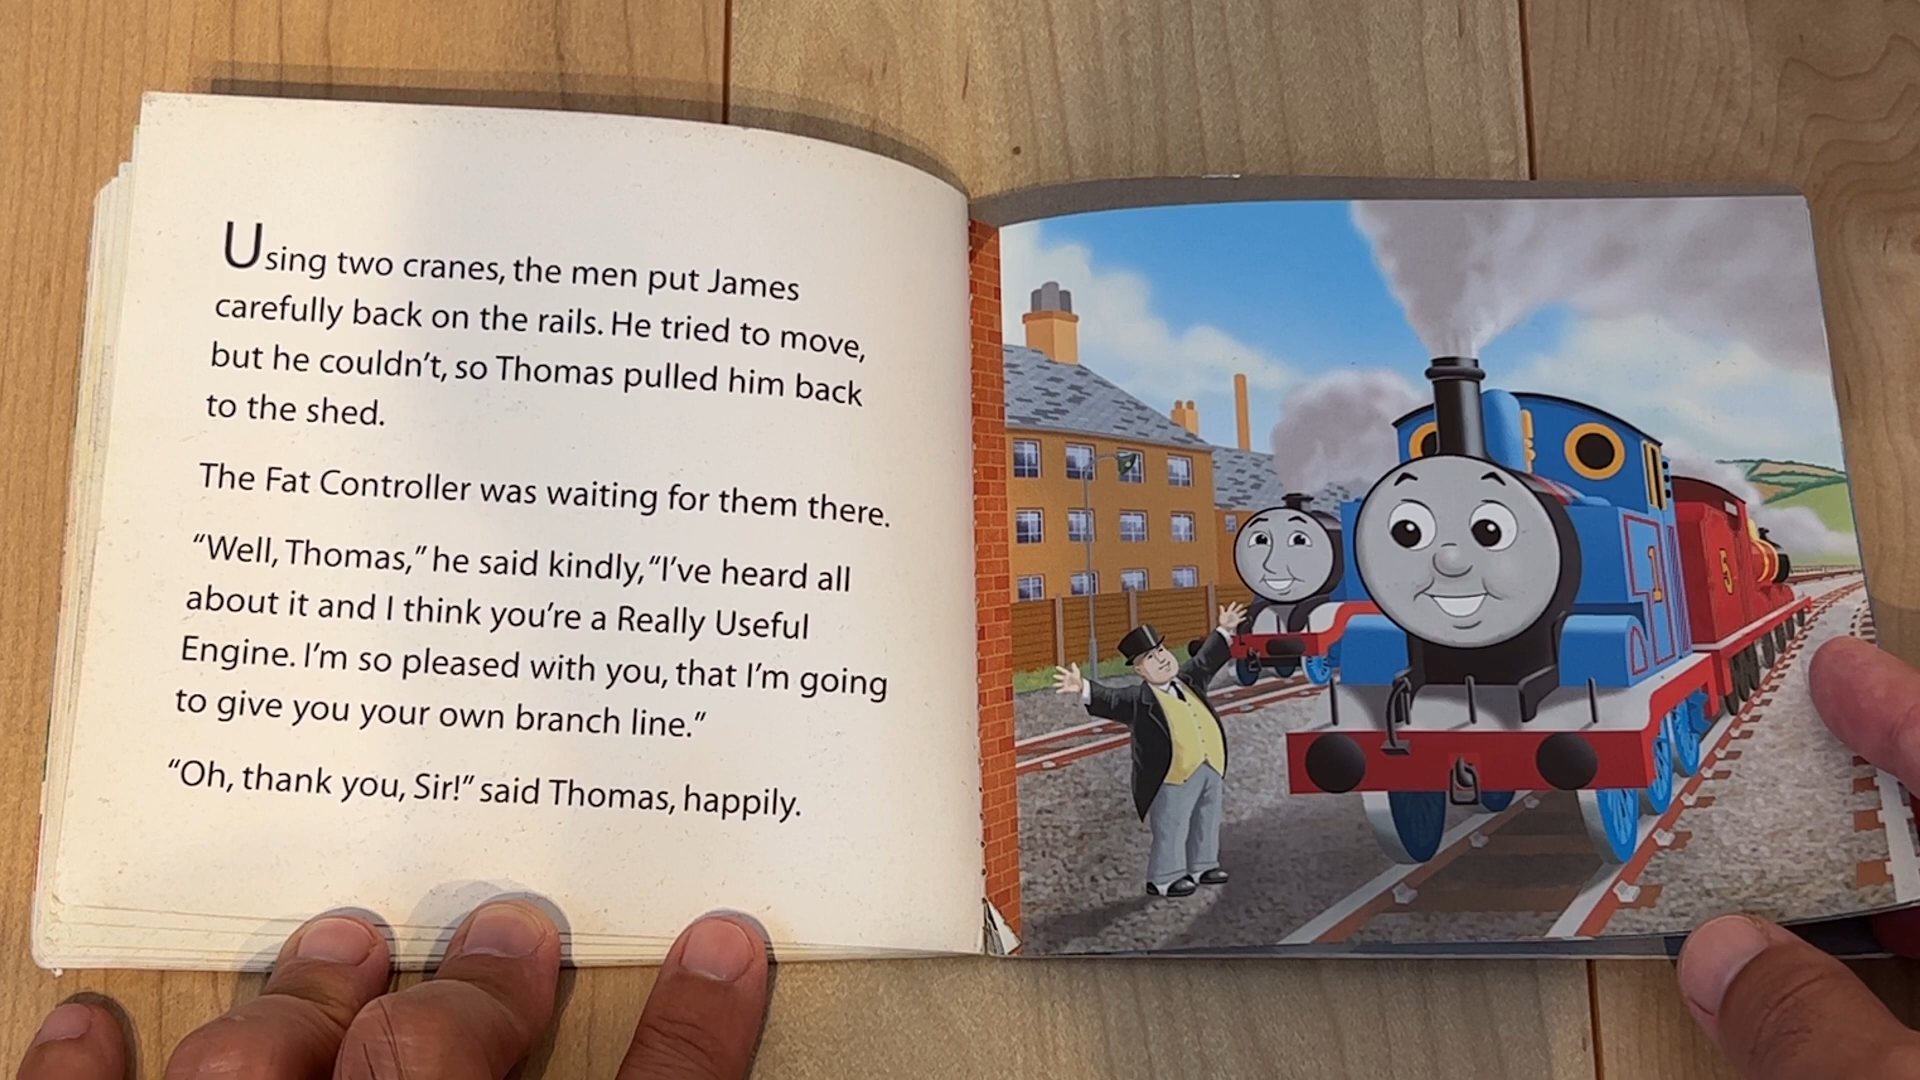 Using two cranes, the men put James
carefully back on the rails. He tried to move,
but he couldn't, so Thomas pulled him back
to the shed.
The Fat Controller was waiting for them there.
“Well, Thomas,” he said kindly, “I've heard all
about it and I think you're a Really Useful
Engine. I'm so pleased with you, that I'm going
to give you your own branch line.”
“Oh, thank you, Sir!” said Thomas, happily.
1
5